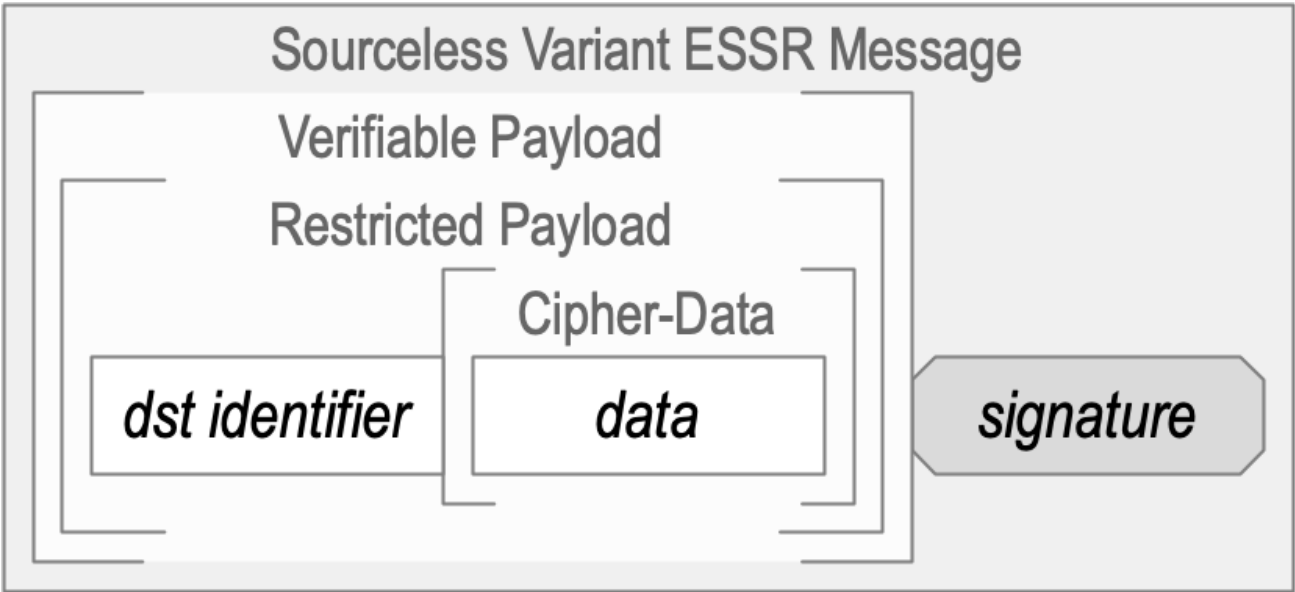 Sourceless Variant ESSR Message
Verifiable Payload
Restricted Payload
Cipher-Data
dst identifier data signature